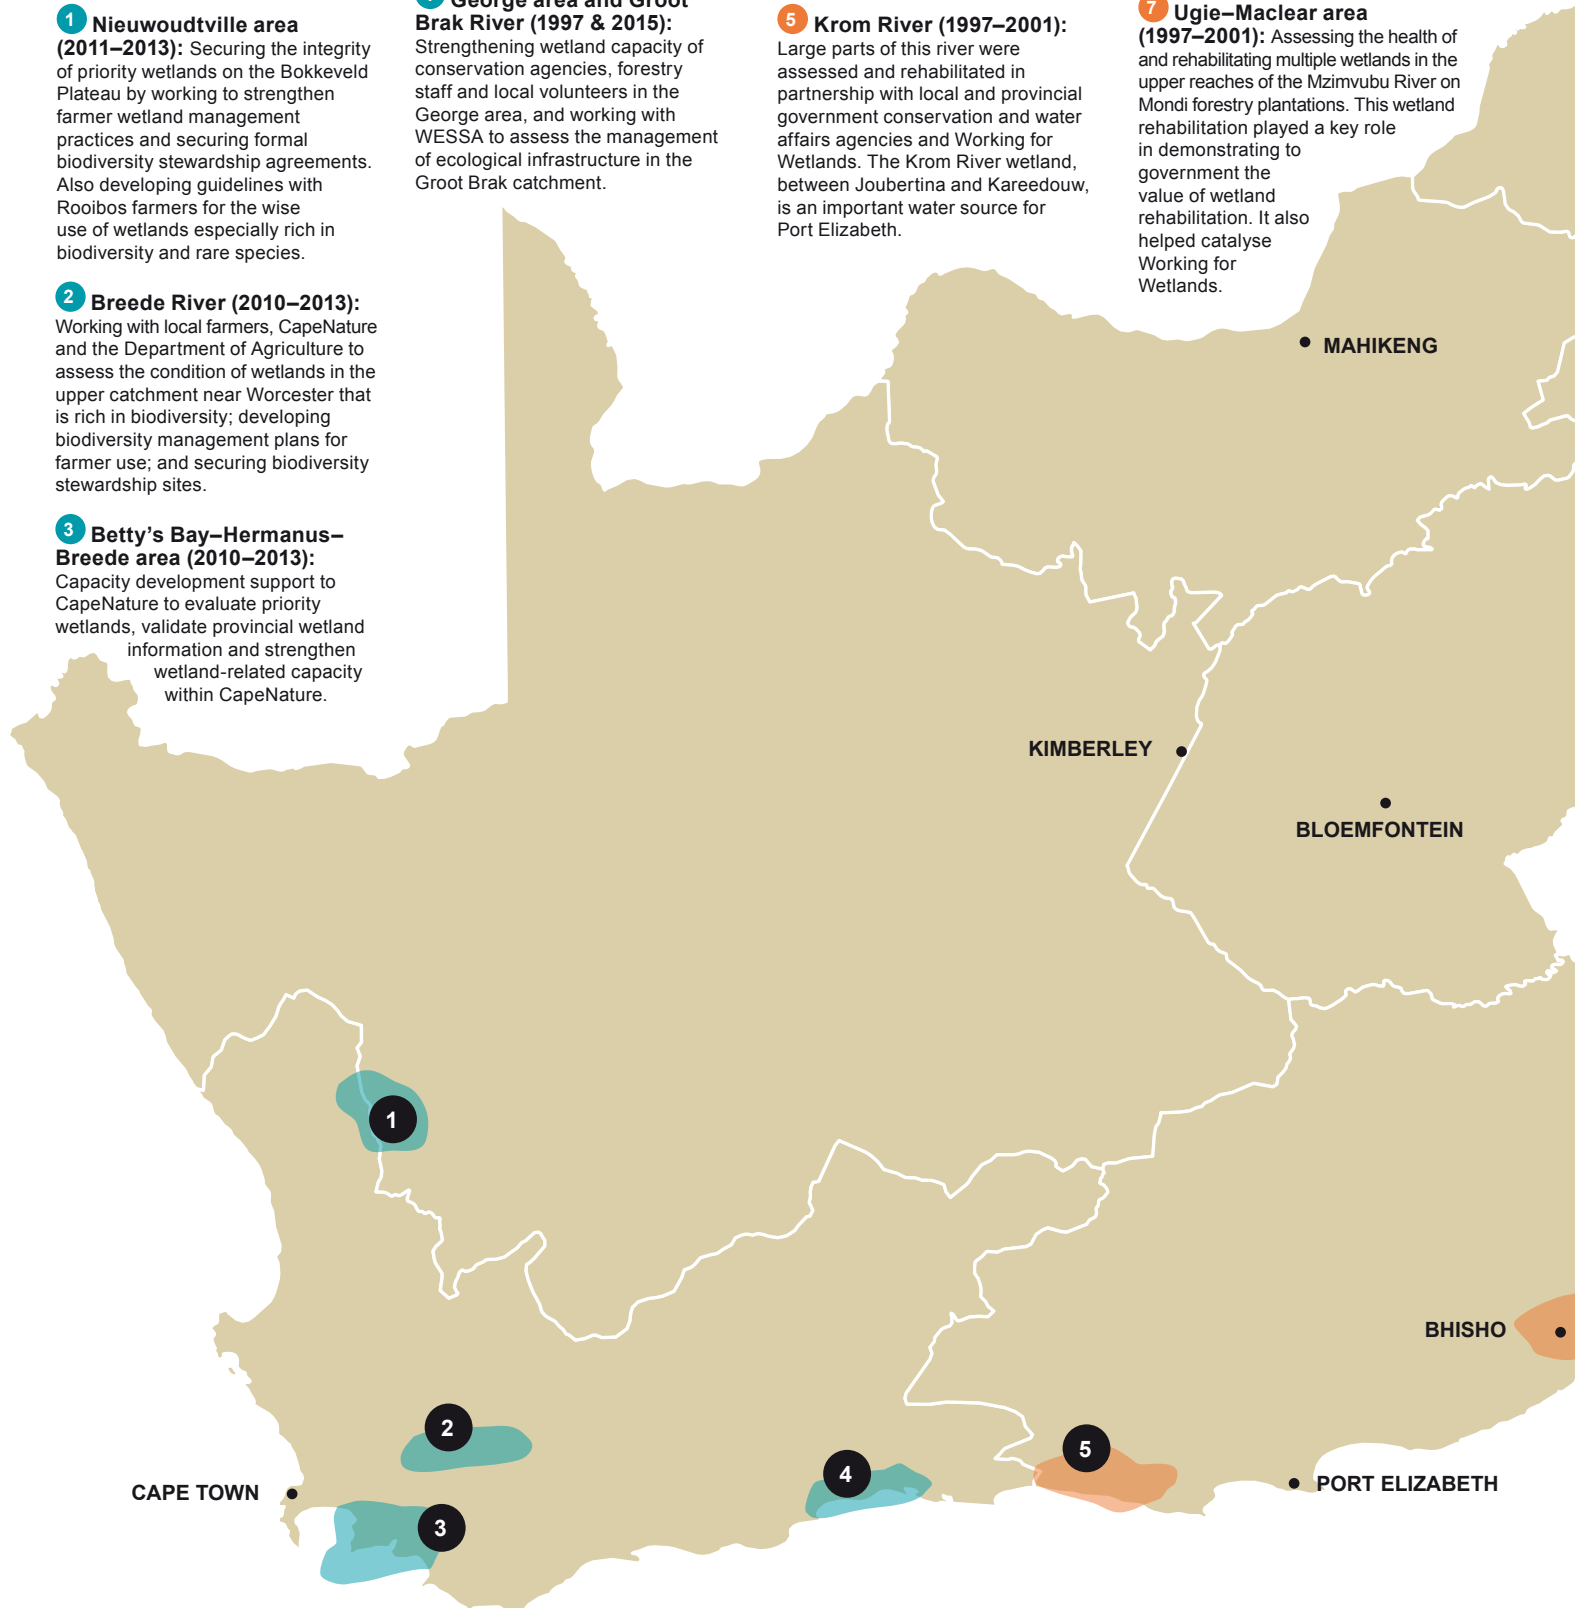 1 Nieuwoudtville area
(2011–2013): Securing the integrity
of priority wetlands on the Bokkeveld
Plateau by working to strengthen
farmer wetland management
practices and securing formal
biodiversity stewardship agreements.
Also developing guidelines with
Rooibos farmers for the wise
use of wetlands especially rich in
biodiversity and rare species.
2 Breede River (2010–2013):
Working with local farmers, CapeNature
and the Department of Agriculture to
assess the condition of wetlands in the
upper catchment near Worcester that
is rich in biodiversity; developing
biodiversity management plans for
farmer use; and securing biodiversity
stewardship sites.
3 Betty’s Bay–Hermanus–
Breede area (2010–2013):
Capacity development support to
CapeNature to evaluate priority
wetlands, validate provincial wetland
information and strengthen
wetland-related capacity
within CapeNature.
George area and Groot
Brak River (1997 & 2015):
Strengthening wetland capacity of
conservation agencies, forestry
staff and local volunteers in the
George area, and working with
WESSA to assess the management
of ecological infrastructure in the
Groot Brak catchment.
5 Krom River (1997–2001):
Large parts of this river were
assessed and rehabilitated in
partnership with local and provincial
government conservation and water
affairs agencies and Working for
Wetlands. The Krom River wetland,
between Joubertina and Kareedouw,
is an important water source for
Port Elizabeth.
7 Ugie–Maclear area
(1997–2001): Assessing the health of
and rehabilitating multiple wetlands in the
upper reaches of the Mzimvubu River on
Mondi forestry plantations. This wetland
rehabilitation played a key role
in demonstrating to
government the
value of wetland
rehabilitation. It also
helped catalyse
Working for
Wetlands.
MAHIKENG
KIMBERLEY
BLOEMFONTEIN
1
BHISHO
2
5
4
CAPE TOWN
PORT ELIZABETH
3